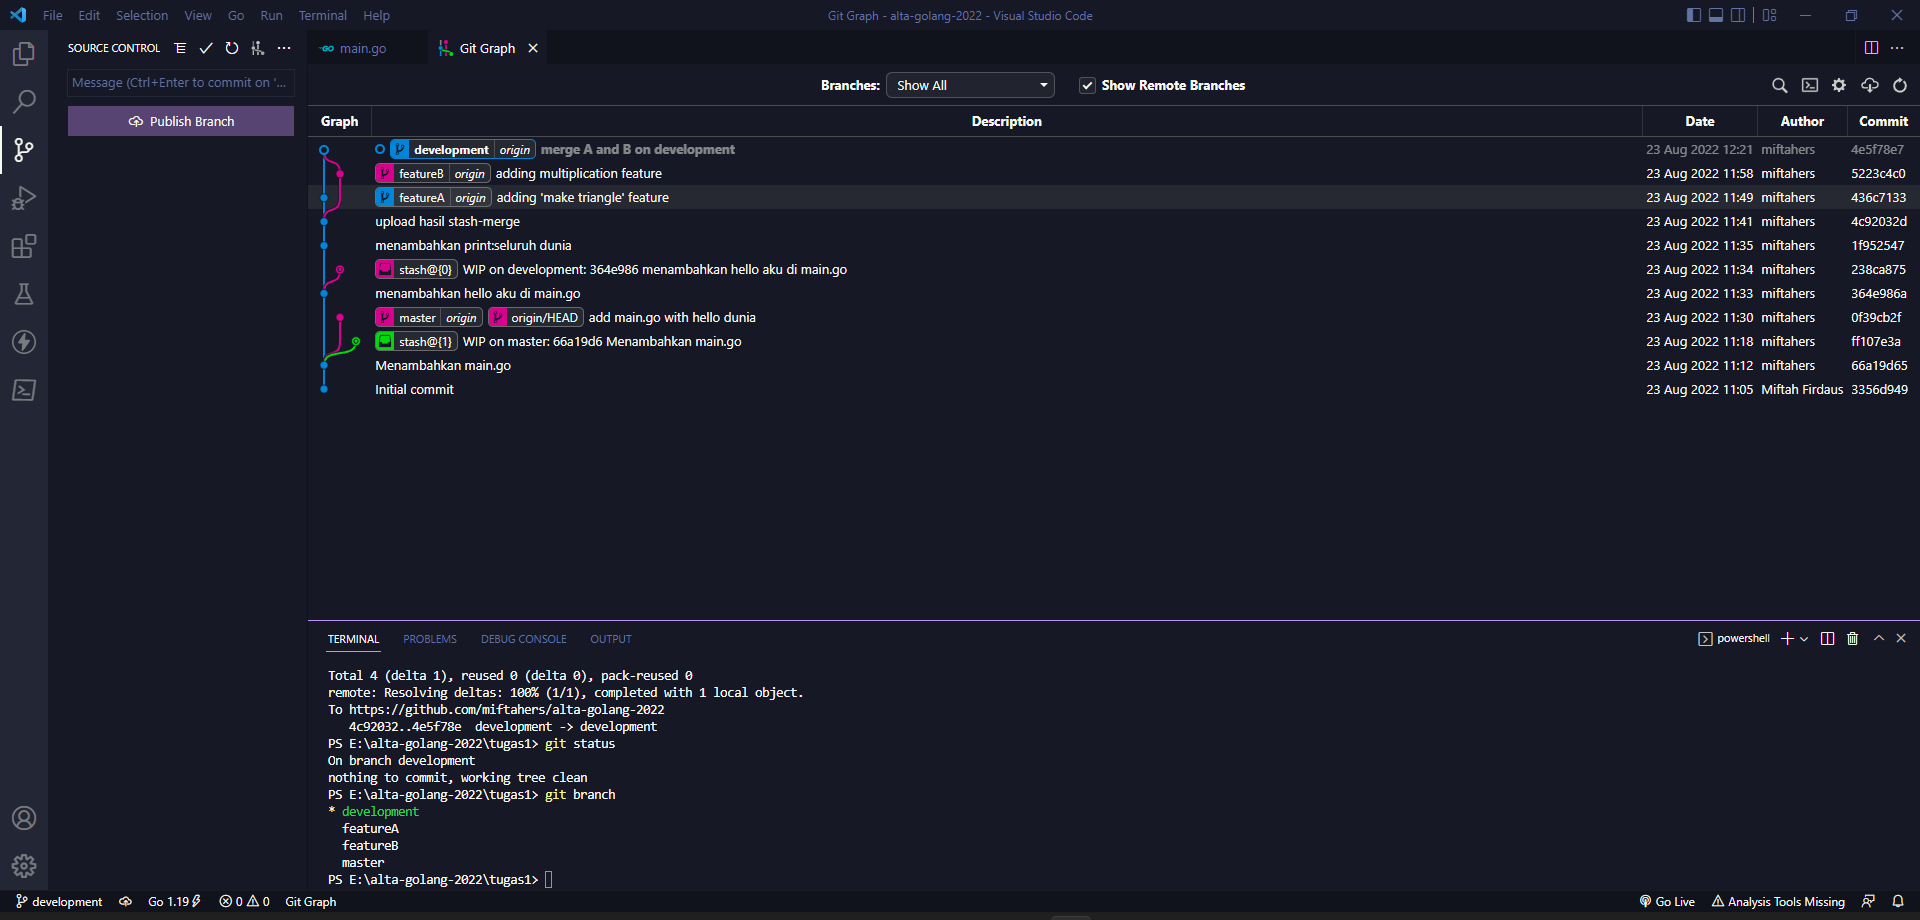 File Edit Selection View Go Run Terminal Help
Git Graph - alta-golang-2022 - Visual Studio Code
SOURCE CONTROL
main.go
Git Graph
Message (Ctrl+Enter to commit on '...
Publish Branch
Branches: Show All Show Remote Branches
Graph Description Date Author Commit
development origin merge A and B on development 23 Aug 2022 12:21 miftahers 4e5f78e7
featureB origin adding multiplication feature 23 Aug 2022 11:58 miftahers 5223c4c0
featureA origin adding 'make triangle' feature 23 Aug 2022 11:49 miftahers 436c7133
upload hasil stash-merge 23 Aug 2022 11:41 miftahers 4c92032d
menambahkan print:seluruh dunia 23 Aug 2022 11:35 miftahers 1f952547
stash@{0} WIP on development: 364e986 menambahkan hello aku di main.go 23 Aug 2022 11:34 miftahers 238ca875
menambahkan hello aku di main.go 23 Aug 2022 11:33 miftahers 364e986a
master origin origin/HEAD add main.go with hello dunia 23 Aug 2022 11:30 miftahers 0f39cb2f
stash@{1} WIP on master: 66a19d6 Menambahkan main.go 23 Aug 2022 11:18 miftahers ff107e3a
Menambahkan main.go 23 Aug 2022 11:12 miftahers 66a19d65
Initial commit 23 Aug 2022 11:05 Miftah Firdaus 3356d949
TERMINAL PROBLEMS DEBUG CONSOLE OUTPUT
powershell
Total 4 (delta 1), reused 0 (delta 0), pack-reused 0
remote: Resolving deltas: 100% (1/1), completed with 1 local object.
To https://github.com/miftahers/alta-golang-2022
4c92032..4e5f78e development -> development
PS E:\alta-golang-2022\tugas1> git status
On branch development
nothing to commit, working tree clean
PS E:\alta-golang-2022\tugas1> git branch
* development
featureA
featureB
master
PS E:\alta-golang-2022\tugas1>
development Go 1.19 0 0 Git Graph
Go Live Analysis Tools Missing